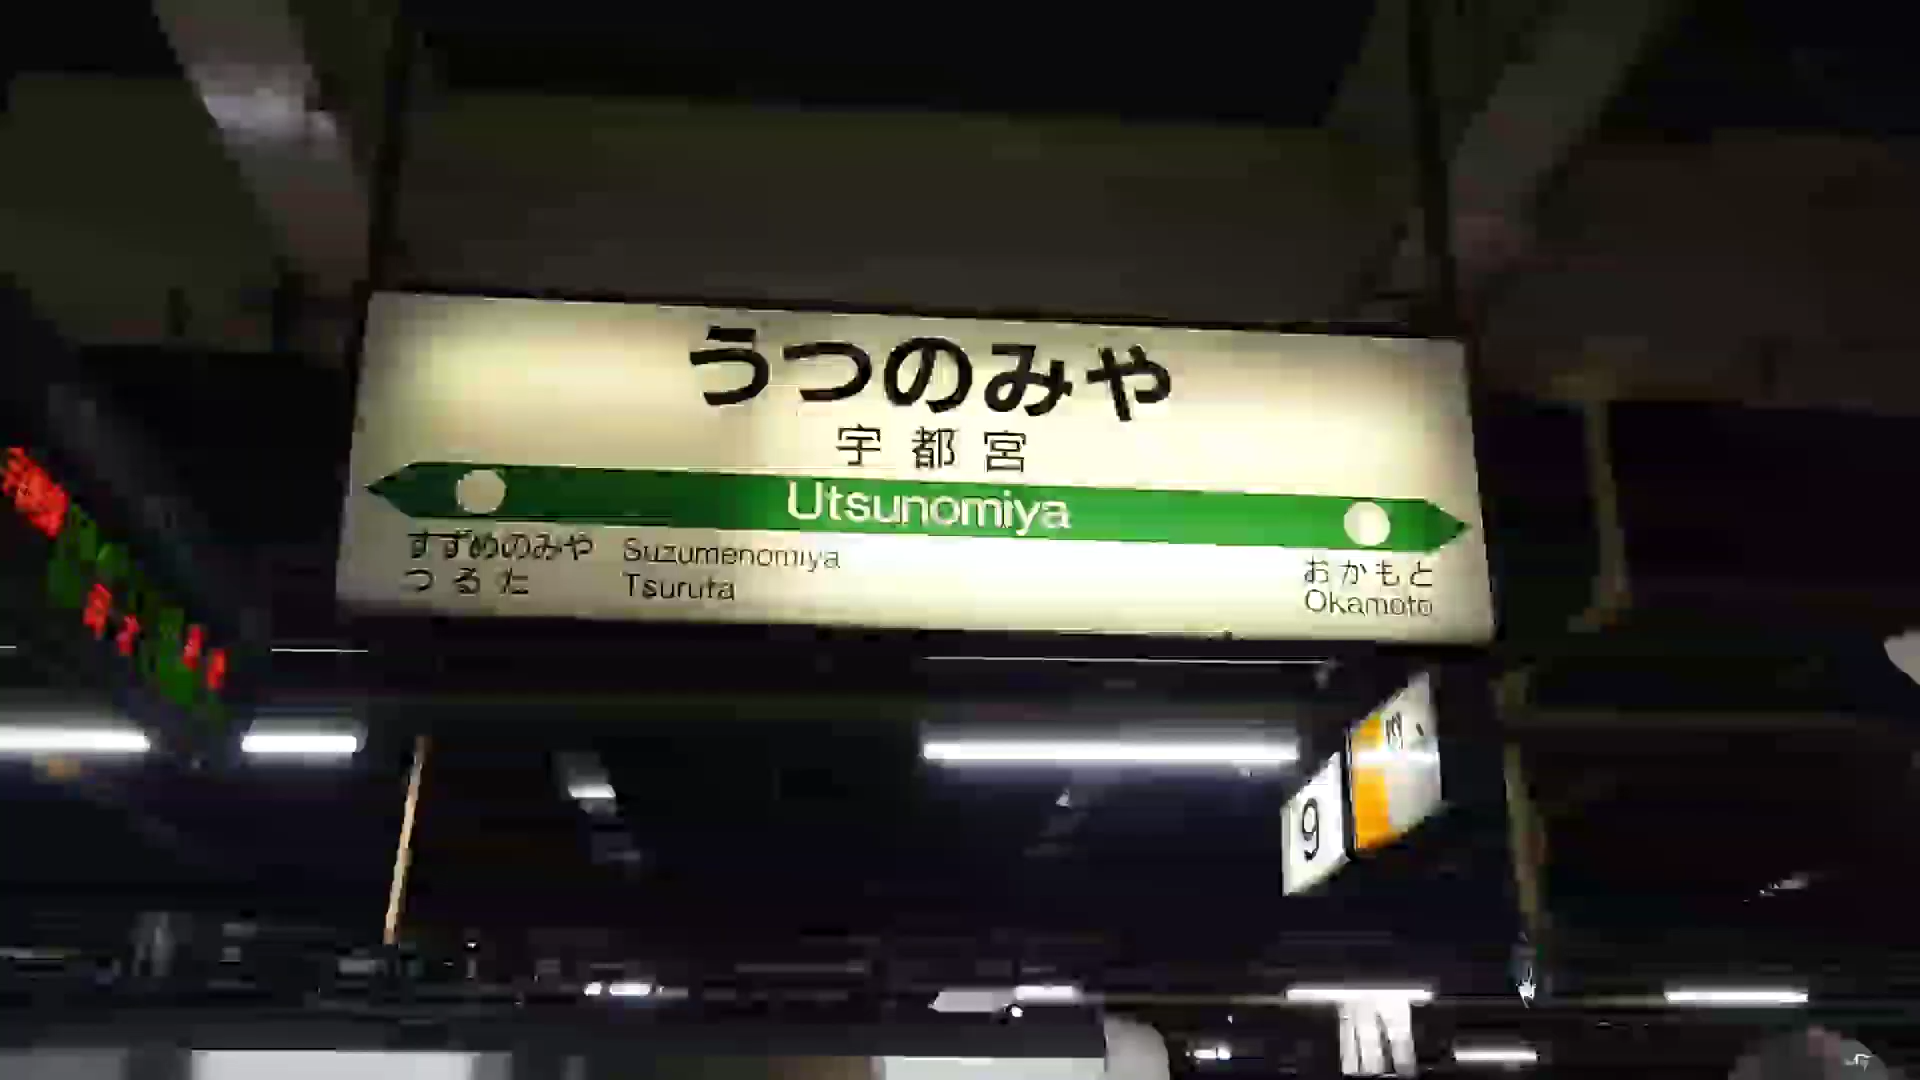 うつのみや
宇都宮
Utsunomiya
すずめのみや Suzumenomiya
つるた Tsuruta
おかもと
Okamoto
9